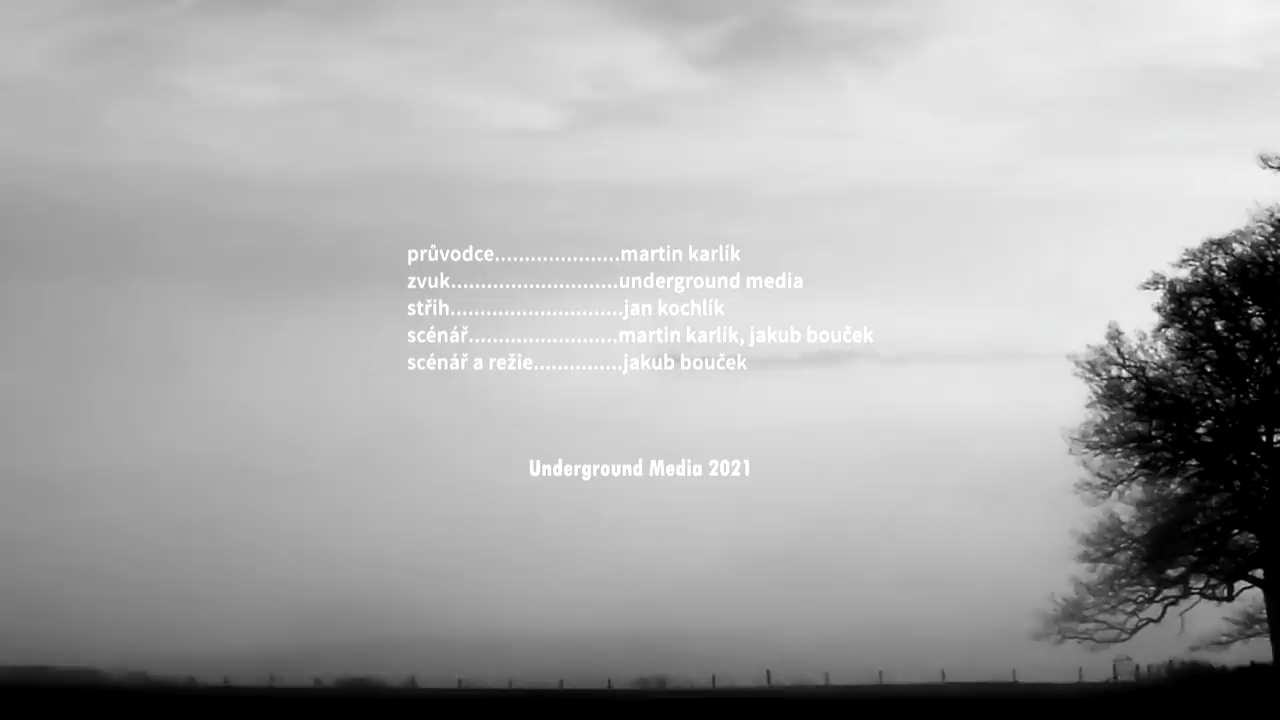 průvodce.....................martin karlík
zvuk............................underground media
střih.............................jan kochlík
scénář.........................martin karlík, jakub bouček
scénář a režie...............jakub bouček
Underground Media 2021